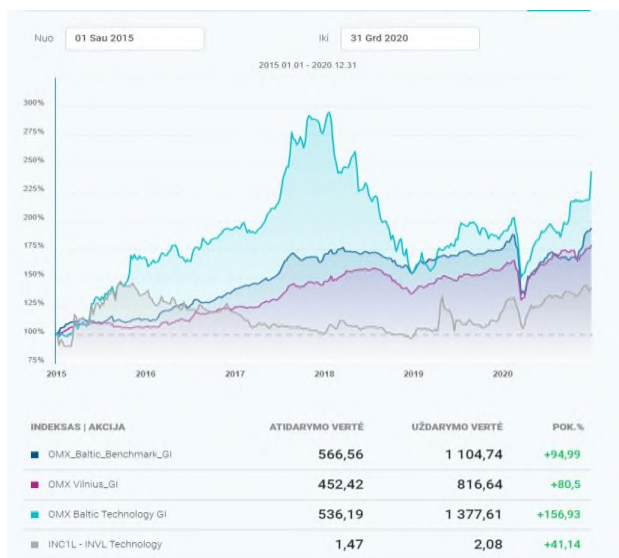 Nuo 01 Sau 2015 Iki 31 Grd 2020
2015.01.01 - 2020.12.31
300%
275%
250%
225%
200%
175%
150%
125%
100%
75%
2015 2016 2017 2018 2019 2020
INDEKSAS | AKCIJA ATIDARYMO VERTĖ UŽDARYMO VERTĖ POK.%
OMX_Baltic_Benchmark_GI 566,56 1 104,74 +94,99
OMX Vilnius_GI 452,42 816,64 +80,5
OMX Baltic Technology GI 536,19 1 377,61 +156,93
INC1L - INVL Technology 1,47 2,08 +41,14